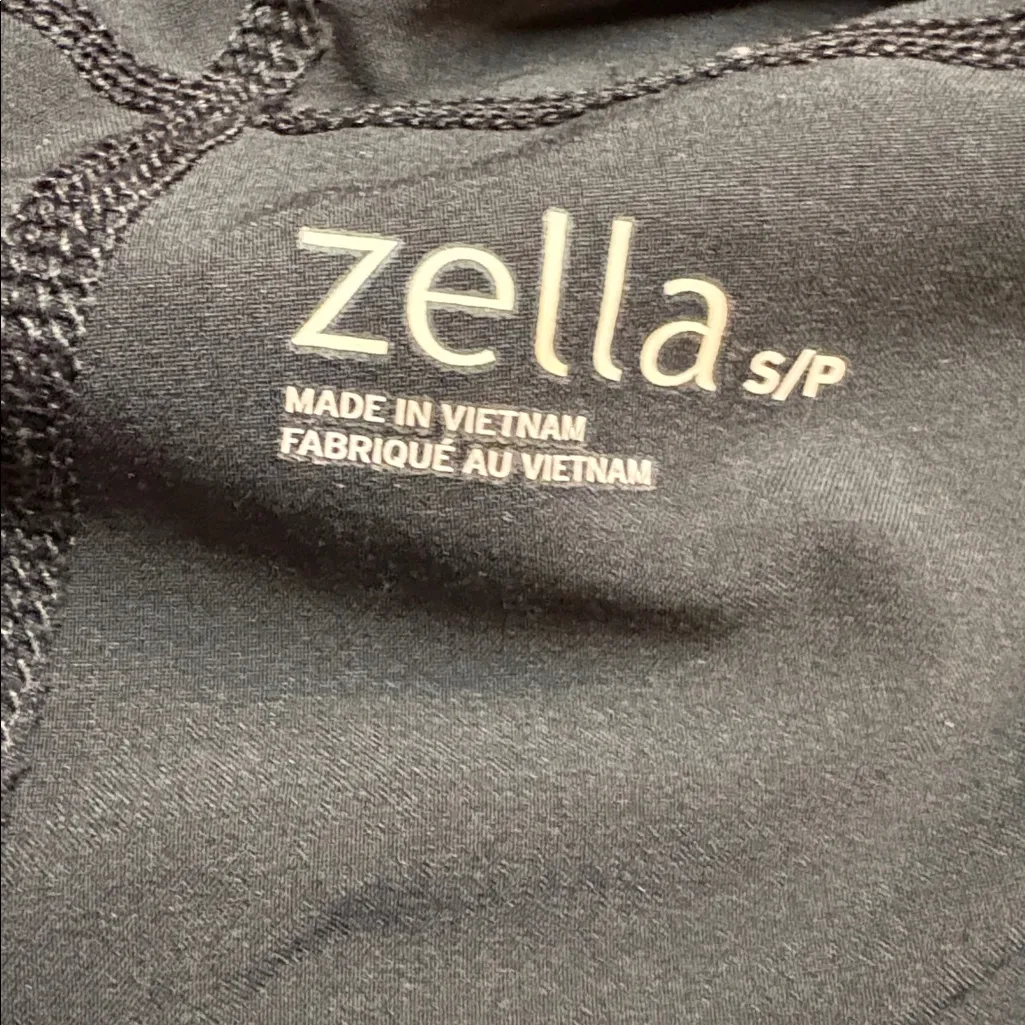 zella S/P
MADE IN VIETNAM
FABRIQUÉ AU VIETNAM